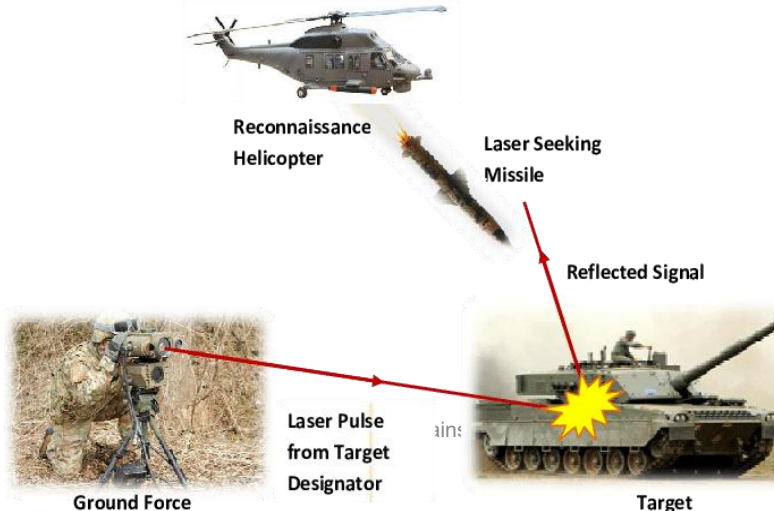 Reconnaissance
Helicopter
Laser Seeking
Missile
Reflected Signal
Laser Pulse
from Target
Designator
Ground Force
Target